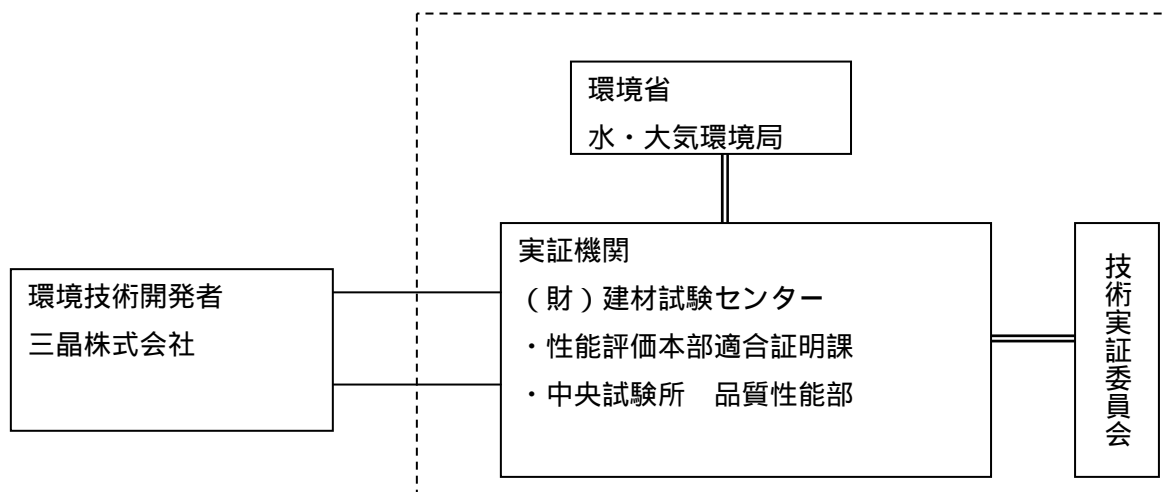 環境省
水・大気環境局
環境技術開発者
三晶株式会社
実証機関
（財）建材試験センター
・性能評価本部適合証明課
・中央試験所　品質性能部
技術実証委員会